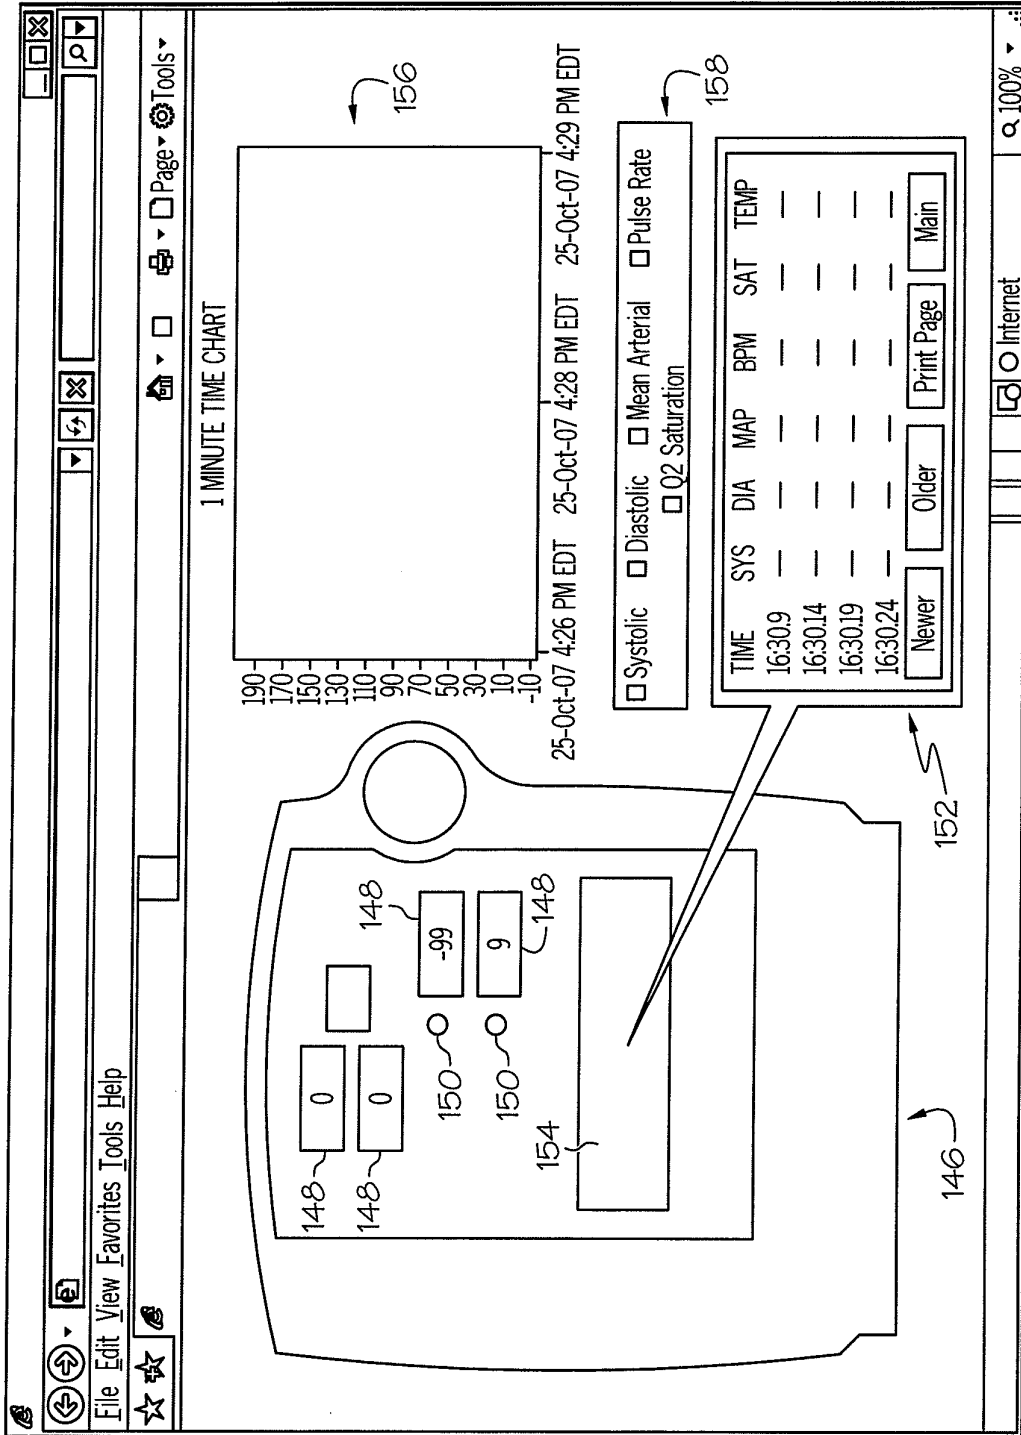 File Edit View Favorites Tools Help
Page Tools
1 MINUTE TIME CHART
190
170
150
130
110
90
70
50
30
10
-10
25-Oct-07 4:26 PM EDT 25-Oct-07 4:28 PM EDT 25-Oct-07 4:29 PM EDT
156
Systolic Diastolic Mean Arterial Pulse Rate
Q2 Saturation
158
148 0
148 0
-99 148
9 148
150
150
154
146
152
TIME SYS DIA MAP BPM SAT TEMP
16:30.9 — — — — — —
16:30.14 — — — — — —
16:30.19 — — — — — —
16:30.24 — — — — — —
Newer Older Print Page Main
Internet 100%